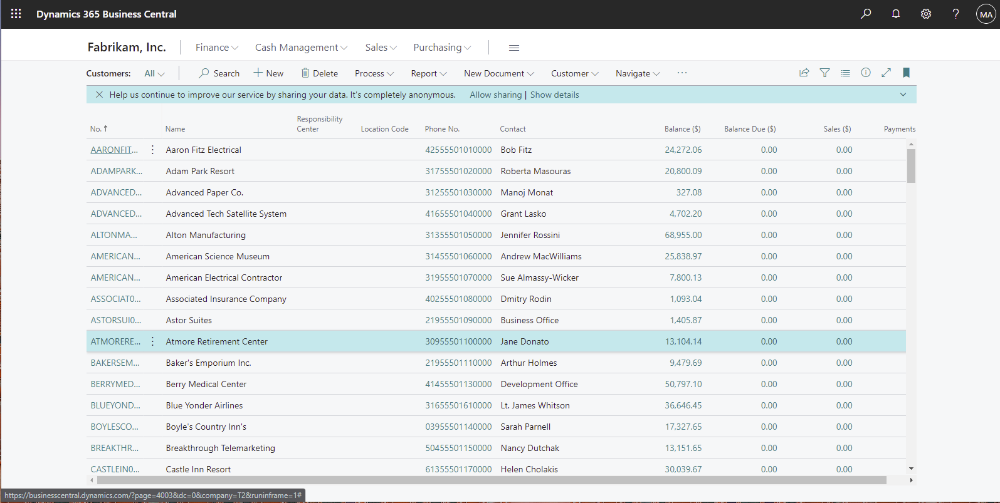 Dynamics 365 Business Central MA
Fabrikam, Inc. Finance Cash Management Sales Purchasing
Customers: All Search New Delete Process Report New Document Customer Navigate ...
Help us continue to improve our service by sharing your data. It's completely anonymous. Allow sharing | Show details
No. ↑ Name Responsibility Center Location Code Phone No. Contact Balance ($) Balance Due ($) Sales ($) Payments
AARONFIT... Aaron Fitz Electrical 42555501010000 Bob Fitz 24,272.06 0.00 0.00
ADAMPARK... Adam Park Resort 31755501020000 Roberta Masouras 20,800.09 0.00 0.00
ADVANCED... Advanced Paper Co. 31255501030000 Manoj Monat 327.08 0.00 0.00
ADVANCED... Advanced Tech Satellite System 41655501040000 Grant Lasko 4,702.20 0.00 0.00
ALTONMA... Alton Manufacturing 31355501050000 Jennifer Rossini 68,955.00 0.00 0.00
AMERICAN... American Science Museum 31455501060000 Andrew MacWilliams 25,838.97 0.00 0.00
AMERICAN... American Electrical Contractor 31955501070000 Sue Almassy-Wicker 7,800.13 0.00 0.00
ASSOCIAT0... Associated Insurance Company 40255501080000 Dmitry Rodin 1,093.04 0.00 0.00
ASTORSUI0... Astor Suites 21955501090000 Business Office 1,405.87 0.00 0.00
ATMORERE... Atmore Retirement Center 30955501100000 Jane Donato 13,104.14 0.00 0.00
BAKERSEM... Baker's Emporium Inc. 21955501110000 Arthur Holmes 9,479.69 0.00 0.00
BERRYMED... Berry Medical Center 41455501130000 Development Office 50,797.10 0.00 0.00
BLUEYOND... Blue Yonder Airlines 31655501610000 Lt. James Whitson 36,646.45 0.00 0.00
BOYLESCO... Boyle's Country Inn's 03955501140000 Sarah Parnell 17,327.65 0.00 0.00
BREAKTHR... Breakthrough Telemarketing 50455501150000 Nancy Dutchak 13,151.65 0.00 0.00
CASTLEIN0... Castle Inn Resort 61355501170000 Helen Cholakis 30,039.67 0.00 0.00
https://businesscentral.dynamics.com/?page=4003&dc=0&company=T2&runinframe=1#